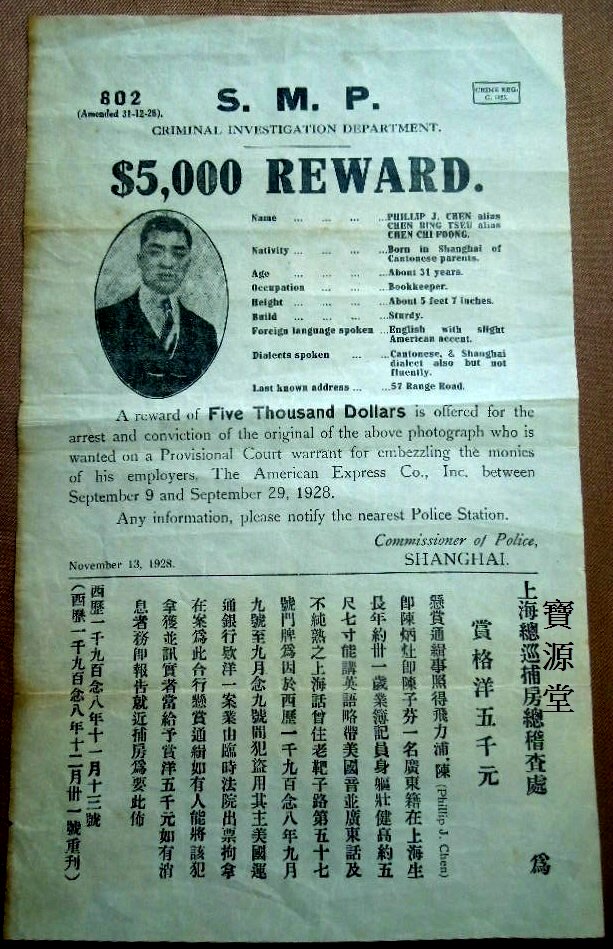 802
(Amended 31-12-28).
S. M. P.
CRIME REG.
CRIMINAL INVESTIGATION DEPARTMENT.
$5,000 REWARD.
Name ... ... ... ...PHILLIP J. CHEN alias
CHEN BING TSEU alias
CHEN CHI FOONG.
Nativity ... ... ... ...Born in Shanghai of
Cantonese parents.
Age ... ... ... ...About 31 years.
Occupation ... ... ...Bookkeeper.
Height ... ... ... ...About 5 feet 7 inches.
Build ... ... ... ...Sturdy.
Foreign language spoken ...English with slight
American accent.
Dialects spoken ... ...Cantonese, & Shanghai
dialect also but not
fluently.
Last known address ... ...57 Range Road.
A reward of Five Thousand Dollars is offered for the
arrest and conviction of the original of the above photograph who is
wanted on a Provisional Court warrant for embezzling the monies
of his employers, The American Express Co., Inc. between
September 9 and September 29, 1928.
Any information, please notify the nearest Police Station.
Commissioner of Police,
SHANGHAI.
November 13, 1928.
上海總巡捕房總稽查處 為
賞格洋五千元
懸賞通緝事照得飛力浦陳 (Phillip J. Chen)
卽陳炳灶卽陳子芬一名廣東籍在上海生
長年約卅一歲業簿記員身軀壯健高約五
尺七寸能講英語略帶美國音並廣東話及
不純熟之上海話曾住老靶子路第五十七
號門牌為因於西歷一千九百念八年九月
九號至九月念九號間犯盜用其主美國運
通銀行欵洋一案業由臨時法院出票拘拿
在案為此合行懸賞通緝如有人能將該犯
拿獲並訊實者當給予賞洋五千元如有消
息者務卽報告就近捕房為要此佈
西歷一千九百念八年十一月十三號
(西歷一千九百念八年十二月卅一號重刊)
寶源堂